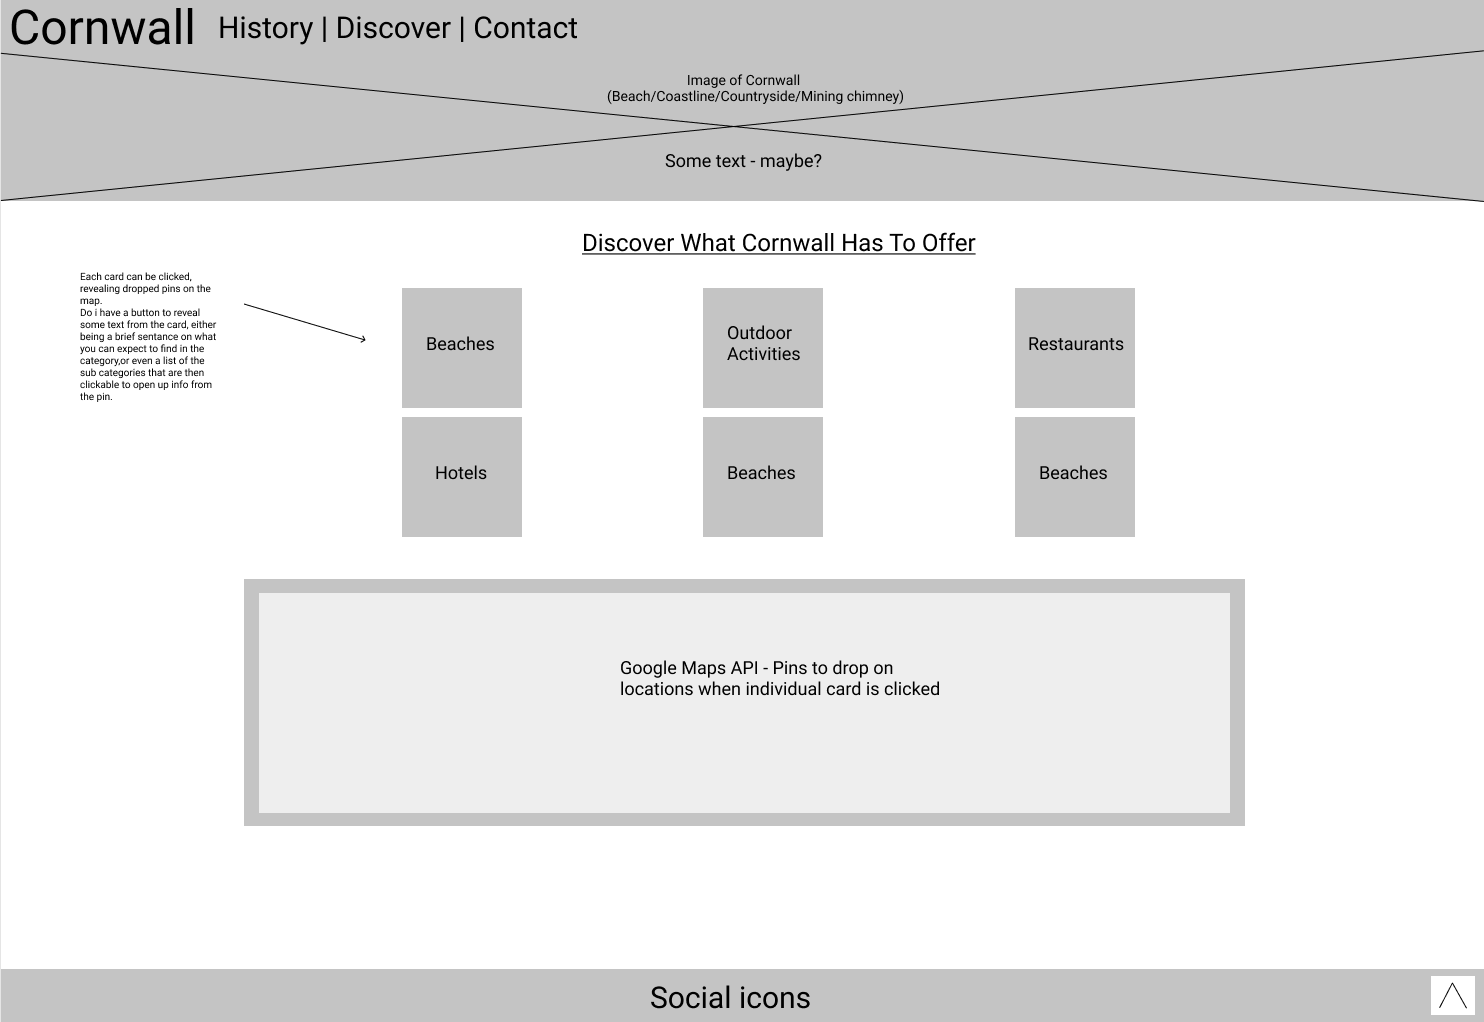 Cornwall History | Discover | Contact
Image of Cornwall
(Beach/Coastline/Countryside/Mining chimney)
Some text - maybe?
Discover What Cornwall Has To Offer
Each card can be clicked,
revealing dropped pins on the
map.
Do i have a button to reveal
some text from the card, either
being a brief sentance on what
you can expect to find in the
category,or even a list of the
sub categories that are then
clickable to open up info from
the pin.
Beaches
Outdoor
Activities
Restaurants
Hotels
Beaches
Beaches
Google Maps API - Pins to drop on
locations when individual card is clicked
Social icons